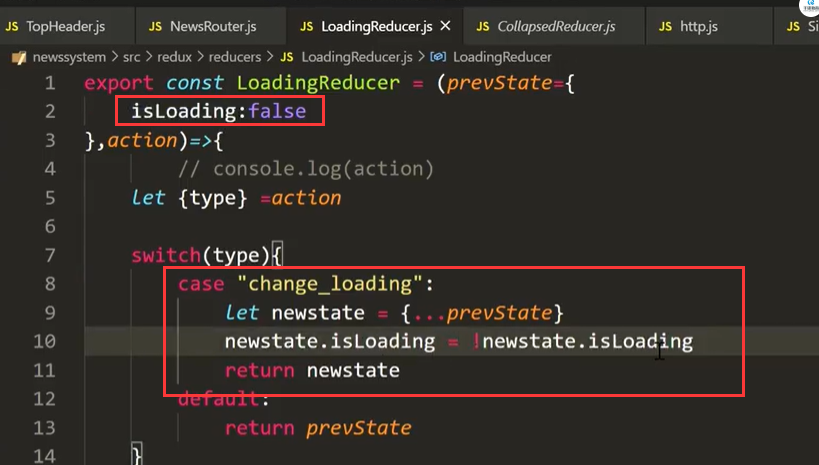 JS TopHeader.js JS NewsRouter.js JS LoadingReducer.js × JS CollapsedReducer.js JS http.js JS Si
newssystem > src > redux > reducers > JS LoadingReducer.js > LoadingReducer
1 export const LoadingReducer = (prevState={
2 isLoading:false
3 },action)=>{
4 // console.log(action)
5 let {type} =action
6
7 switch(type){
8 case "change_loading":
9 let newstate = {...prevState}
10 newstate.isLoading = !newstate.isLoading
11 return newstate
12 default:
13 return prevState
14 }